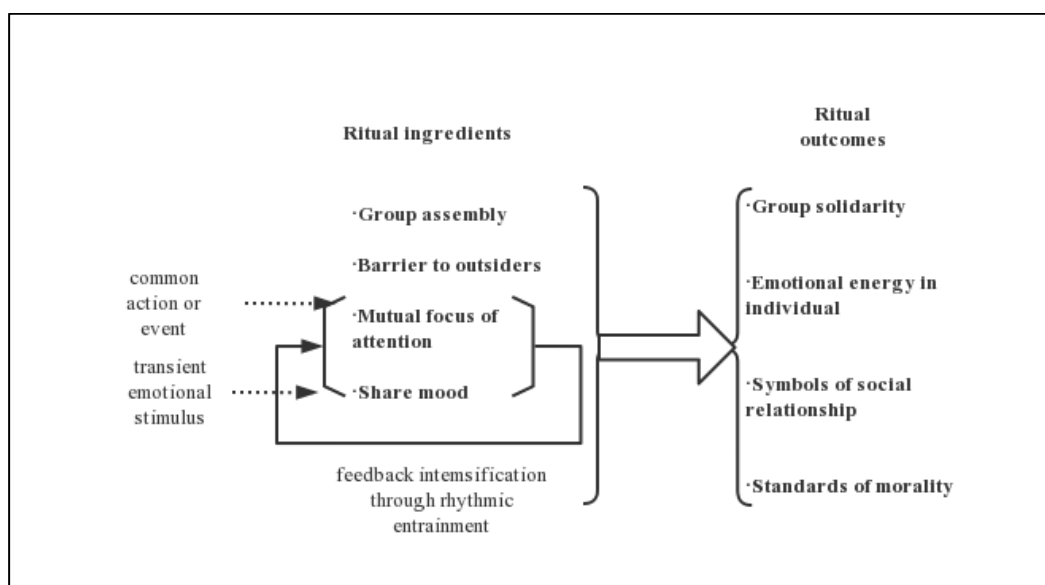 Ritual ingredients
·Group assembly
·Barrier to outsiders
·Mutual focus of
attention
·Share mood
common
action or
event
transient
emotional
stimulus
feedback intemsification
through rhythmic
entrainment
Ritual
outcomes
·Group solidarity
·Emotional energy in
individual
·Symbols of social
relationship
·Standards of morality